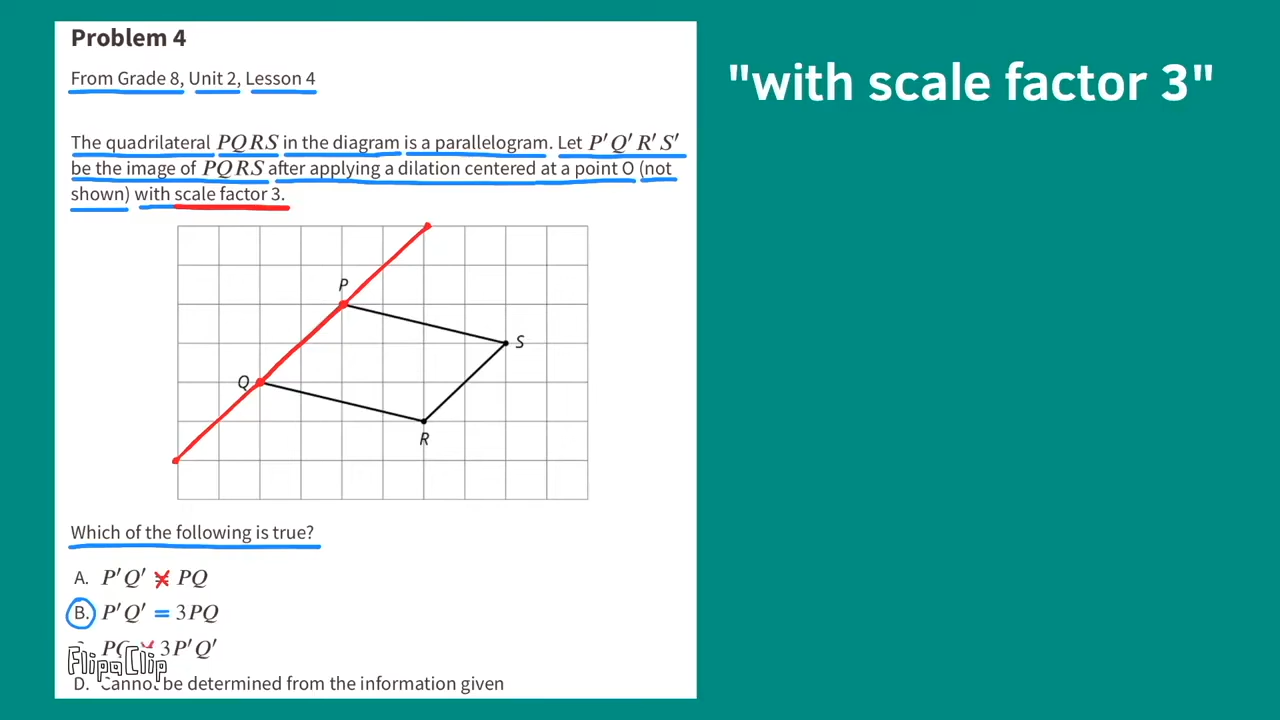 Problem 4
"with scale factor 3"
From Grade 8, Unit 2, Lesson 4
The quadrilateral PQRS in the diagram is a parallelogram. Let P′Q′R′S′
be the image of PQRS after applying a dilation centered at a point O (not
shown) with scale factor 3.
P
S
Q
R
Which of the following is true?
A. P′Q′ = PQ
B. P′Q′ = 3PQ
PQ = 3P′Q′
FlipaClip
D. Cannot be determined from the information given